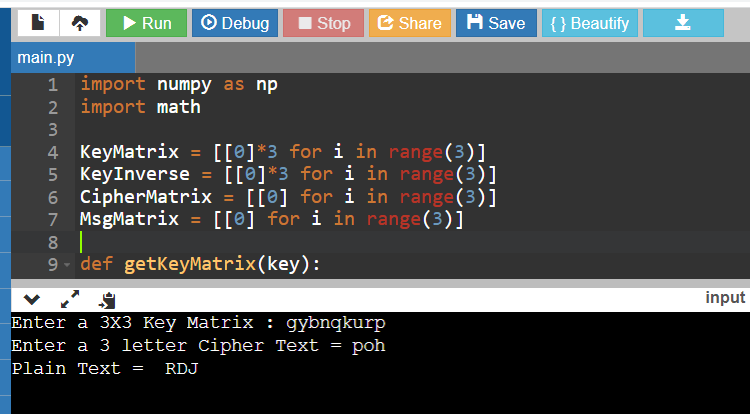 Run Debug Stop Share Save { } Beautify
main.py
1 import numpy as np
2 import math
3
4 KeyMatrix = [[0]*3 for i in range(3)]
5 KeyInverse = [[0]*3 for i in range(3)]
6 CipherMatrix = [[0] for i in range(3)]
7 MsgMatrix = [[0] for i in range(3)]
8
9 def getKeyMatrix(key):
input
Enter a 3X3 Key Matrix : gybnqkurp
Enter a 3 letter Cipher Text = poh
Plain Text =  RDJ